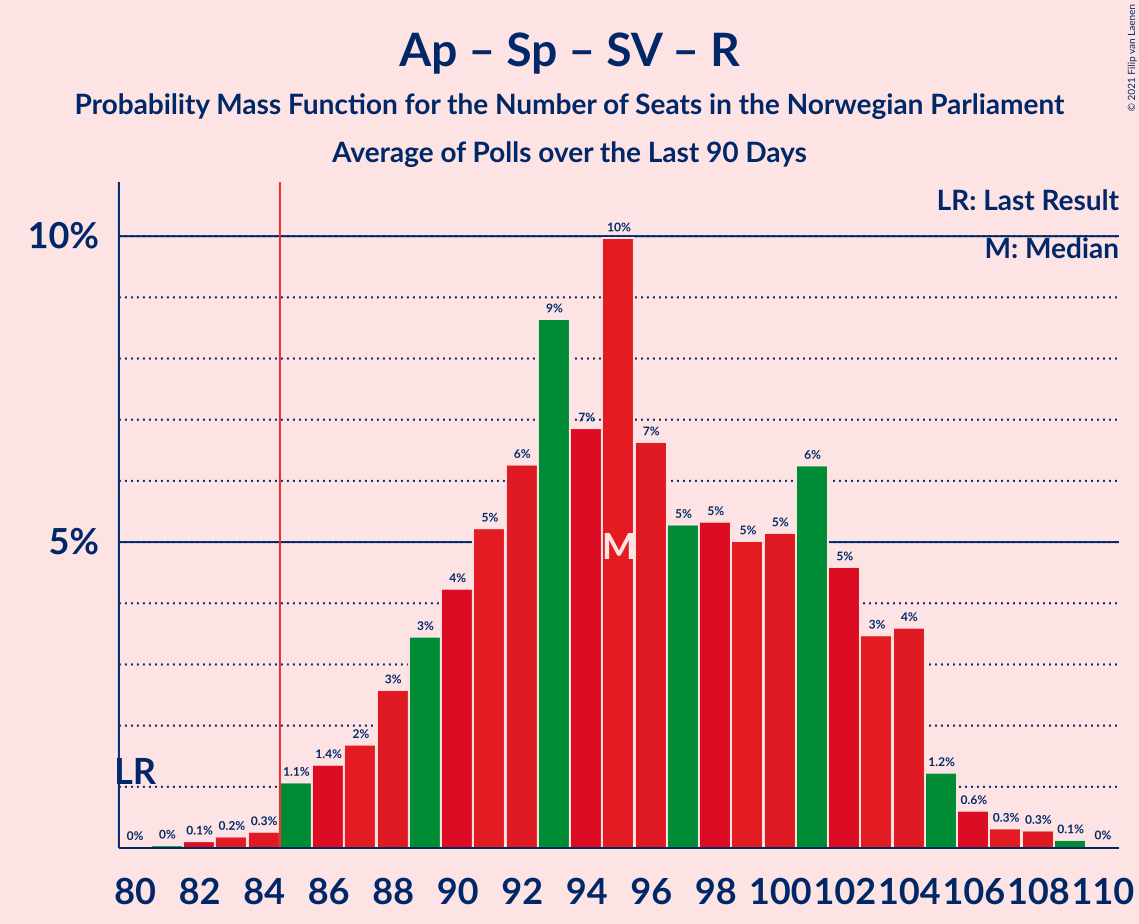 Ap – Sp – SV – R
Probability Mass Function for the Number of Seats in the Norwegian Parliament
Average of Polls over the Last 90 Days
© 2021 Filip van Laenen
LR: Last Result
M: Median
10%
5%
LR
M
0% 0% 0.1% 0.2% 0.3% 1.1% 1.4% 2% 3% 3% 4% 5% 6% 9% 7% 10% 7% 5% 5% 5% 5% 6% 5% 3% 4% 1.2% 0.6% 0.3% 0.3% 0.1% 0%
80 82 84 86 88 90 92 94 96 98 100 102 104 106 108 110